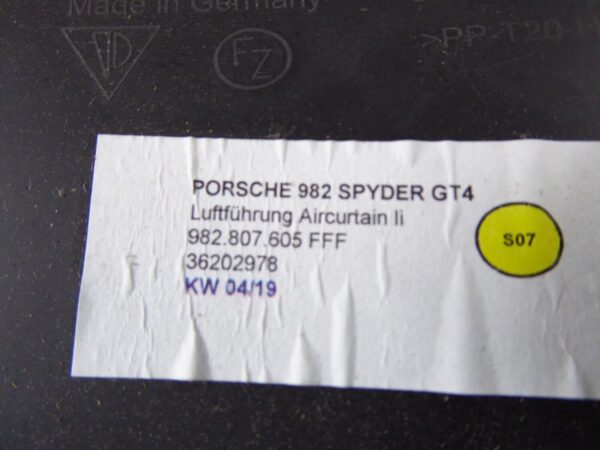 Made in Germany
FZ
>PP-T20
PORSCHE 982 SPYDER GT4
Luftführung Aircurtain li
982.807.605 FFF
S07
36202978
KW 04/19